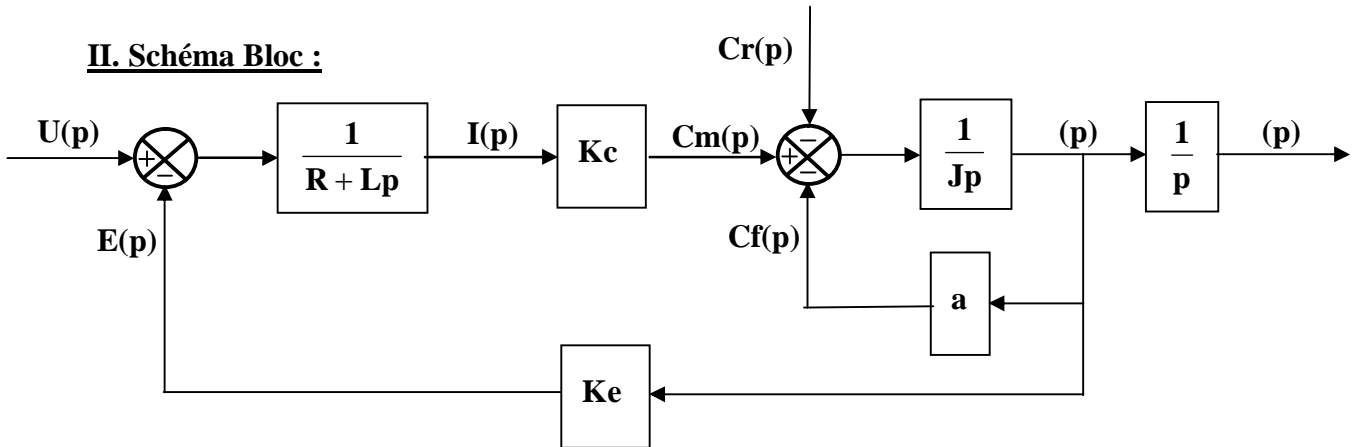 II. Schéma Bloc :
Cr(p)
U(p)
+
−
1
R + Lp
I(p)
Kc
Cm(p)
−
+
−
1
Jp
(p)
1
p
(p)
E(p)
Cf(p)
a
Ke